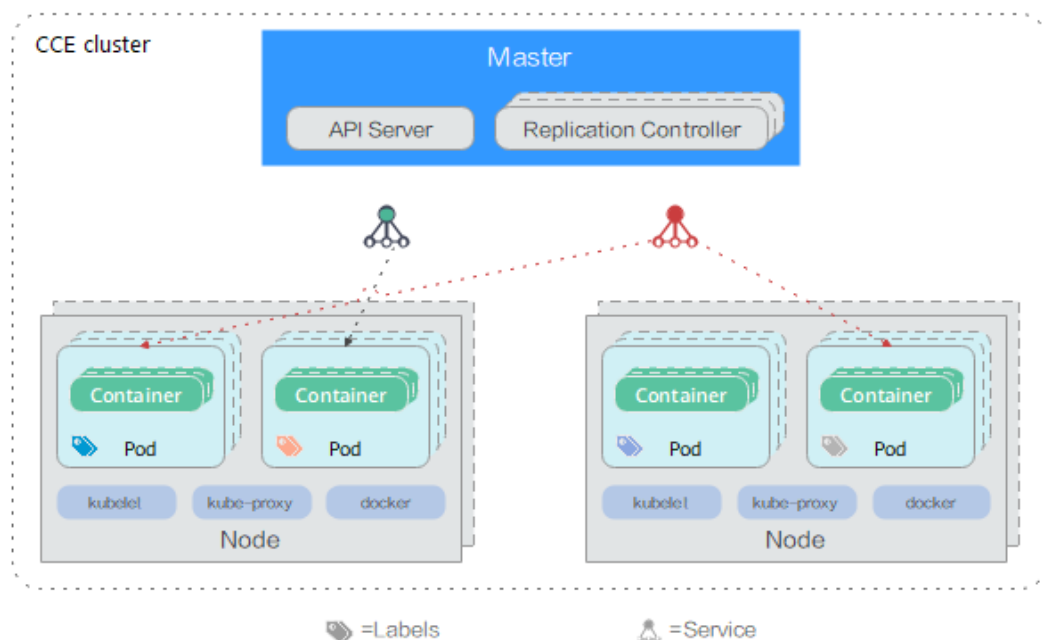 CCE cluster
Master
API Server
Replication Controller
Container
Container
Container
Container
Pod
Pod
Pod
Pod
kubelet
kube-proxy
docker
kubelet
kube-proxy
docker
Node
Node
=Labels
=Service